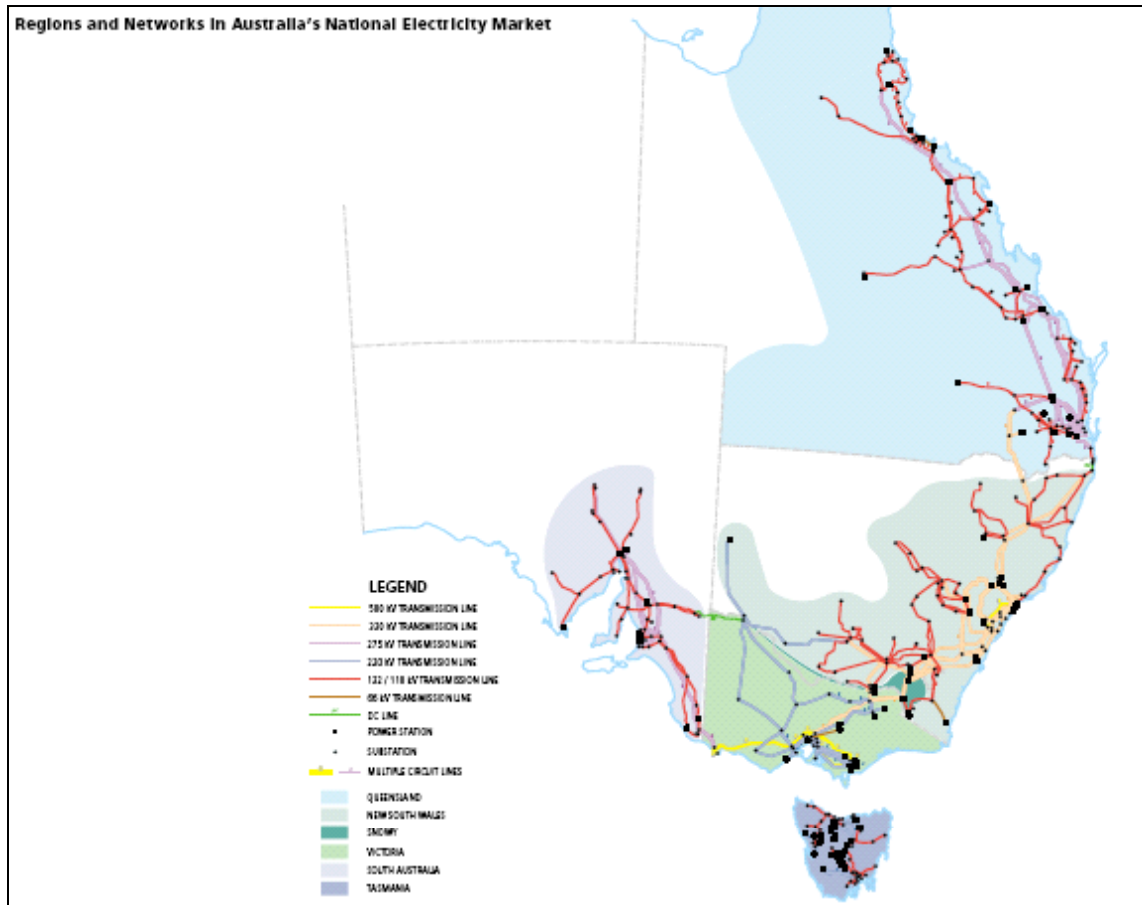 Regions and Networks in Australia's National Electricity Market
LEGEND
500 kV TRANSMISSION LINE
330 kV TRANSMISSION LINE
275 kV TRANSMISSION LINE
220 kV TRANSMISSION LINE
132 / 110 kV TRANSMISSION LINE
66 kV TRANSMISSION LINE
DC LINE
POWER STATION
SUBSTATION
MULTIPLE CIRCUIT LINES
QUEENSLAND
NEW SOUTH WALES
SNOWY
VICTORIA
SOUTH AUSTRALIA
TASMANIA